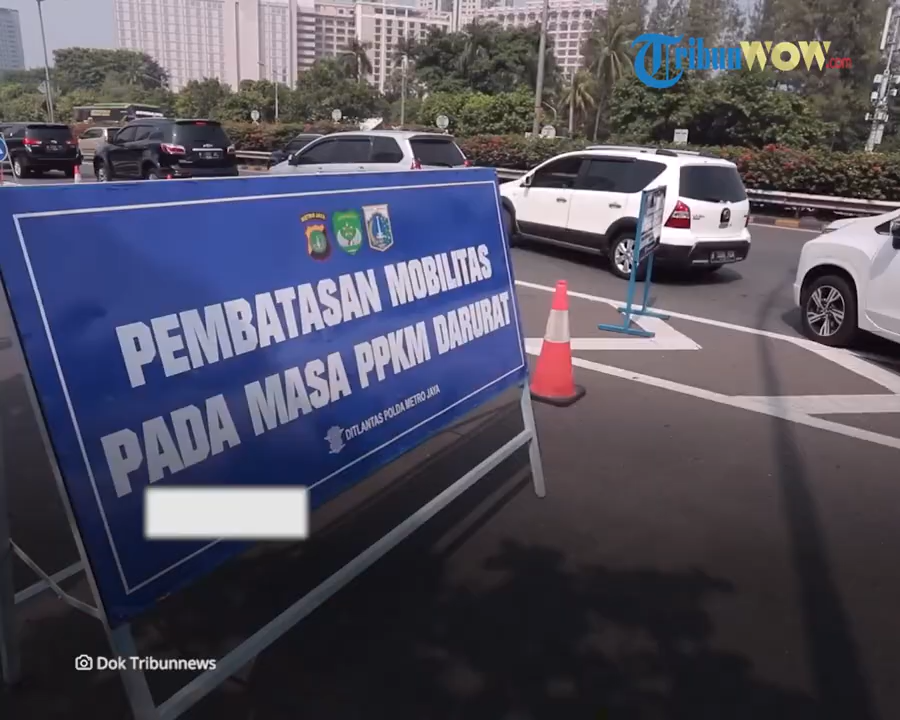 TribunWOW.com
METRO JAYA
PEMBATASAN MOBILITAS
PADA MASA PPKM DARURAT
DITLANTAS POLDA METRO JAYA
Dok Tribunnews